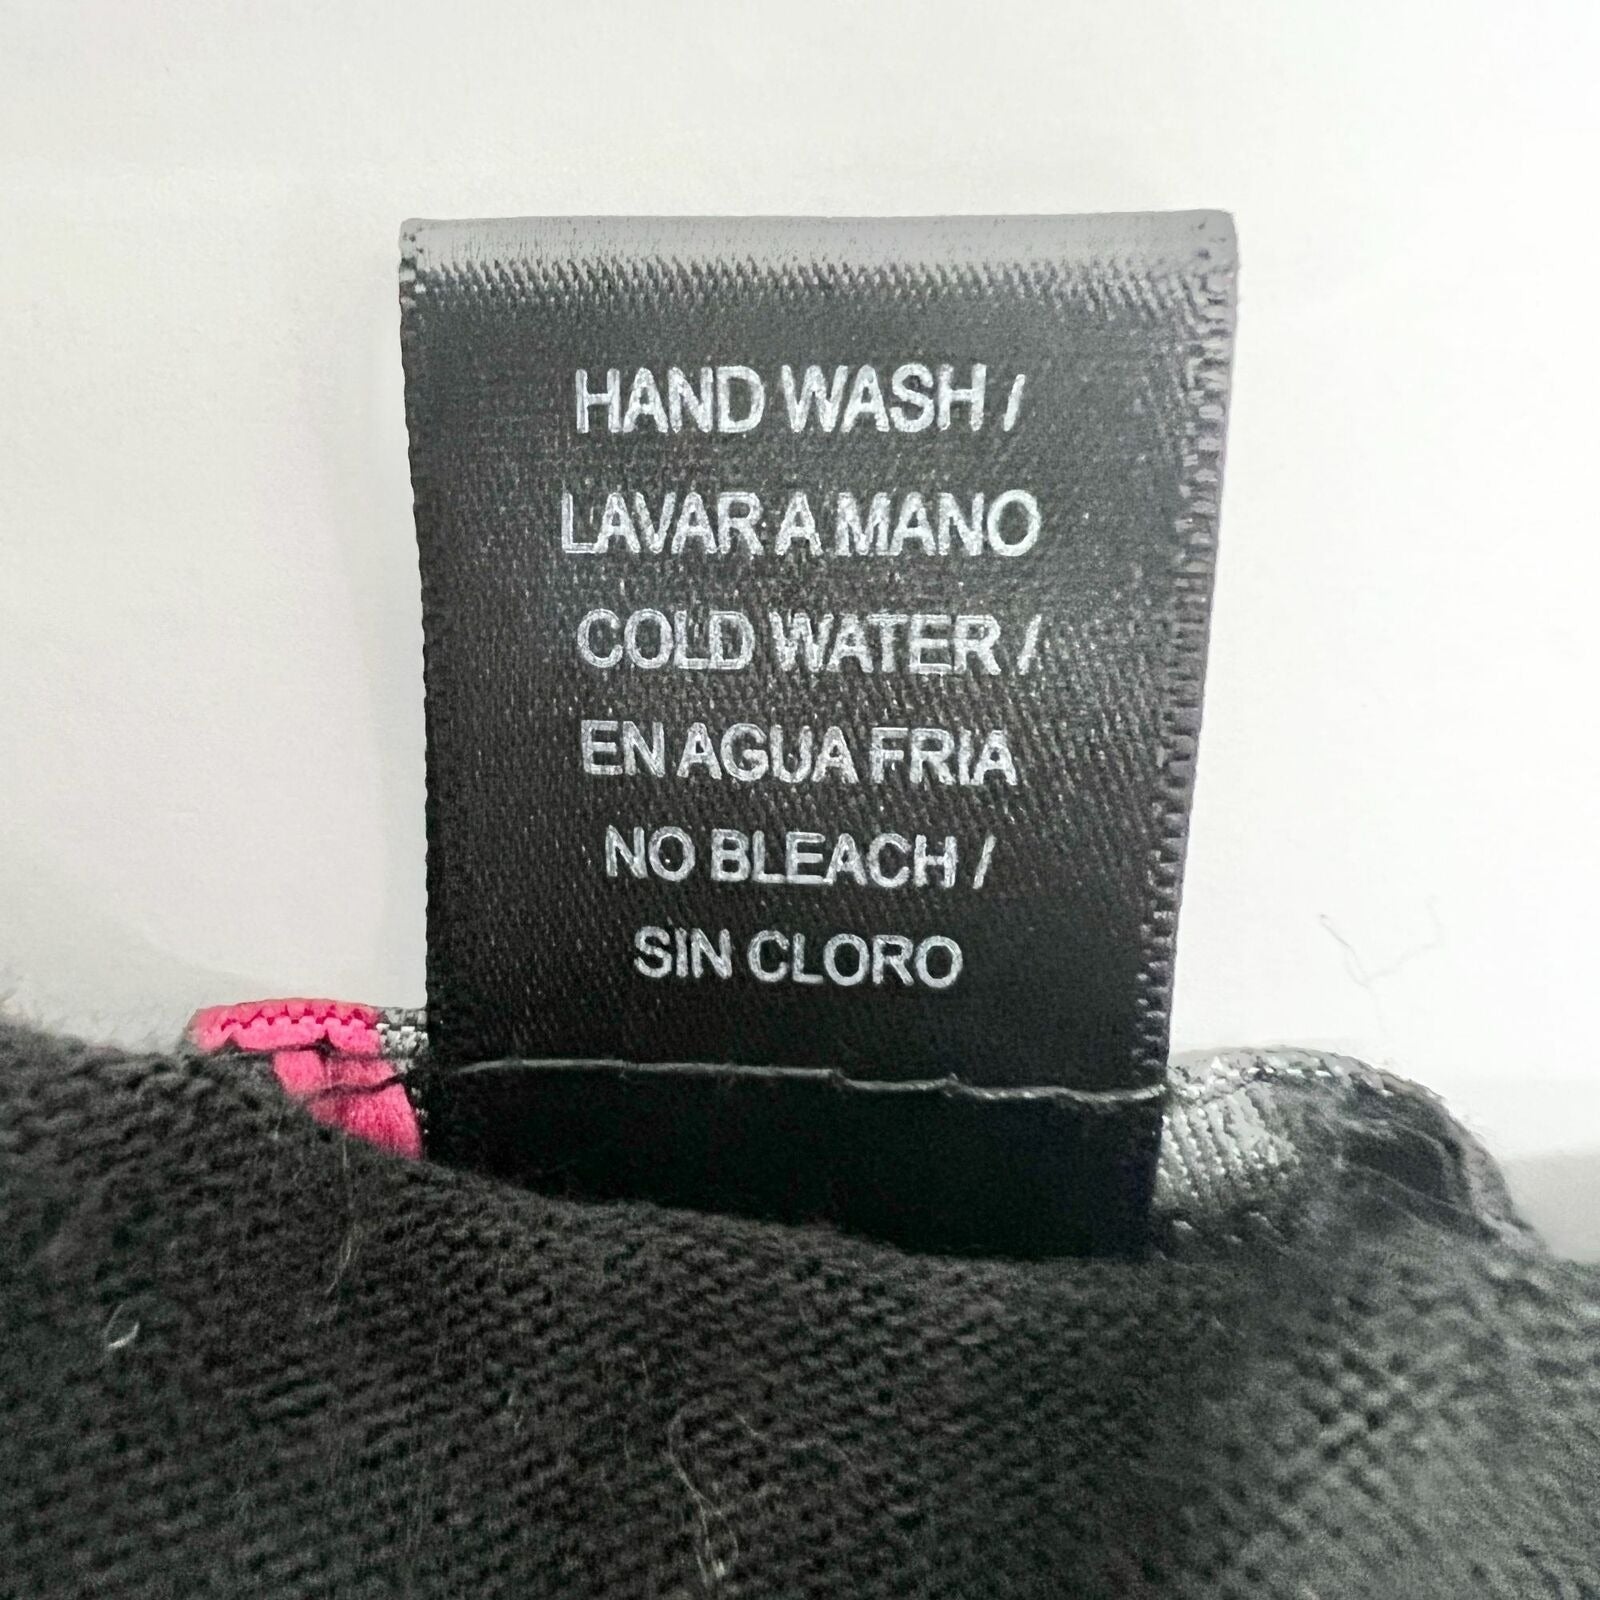 HAND WASH /
LAVAR A MANO
COLD WATER /
EN AGUA FRIA
NO BLEACH /
SIN CLORO